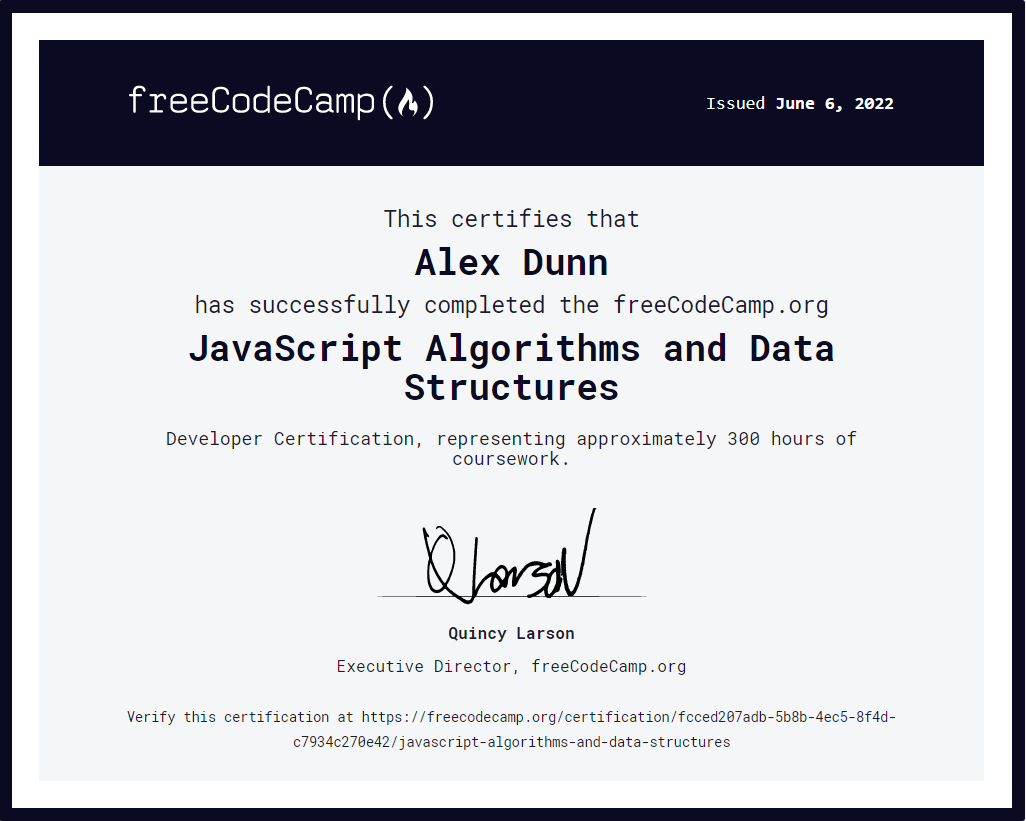 freeCodeCamp
Issued June 6, 2022
This certifies that
Alex Dunn
has successfully completed the freeCodeCamp.org
JavaScript Algorithms and Data
Structures
Developer Certification, representing approximately 300 hours of
coursework.
Q Larson
Quincy Larson
Executive Director, freeCodeCamp.org
Verify this certification at https://freecodecamp.org/certification/fcced207adb-5b8b-4ec5-8f4d-
c7934c270e42/javascript-algorithms-and-data-structures